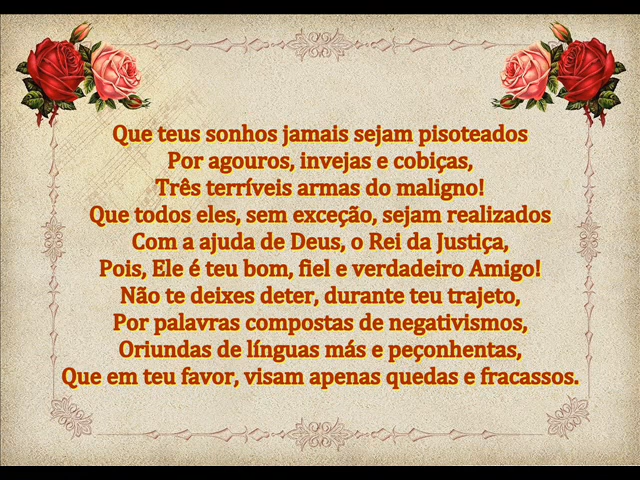 Que teus sonhos jamais sejam pisoteados
Por agouros, invejas e cobiças,
Três terríveis armas do maligno!
Que todos eles, sem exceção, sejam realizados
Com a ajuda de Deus, o Rei da Justiça,
Pois, Ele é teu bom, fiel e verdadeiro Amigo!
Não te deixes deter, durante teu trajeto,
Por palavras compostas de negativismos,
Oriundas de línguas más e peçonhentas,
Que em teu favor, visam apenas quedas e fracassos.